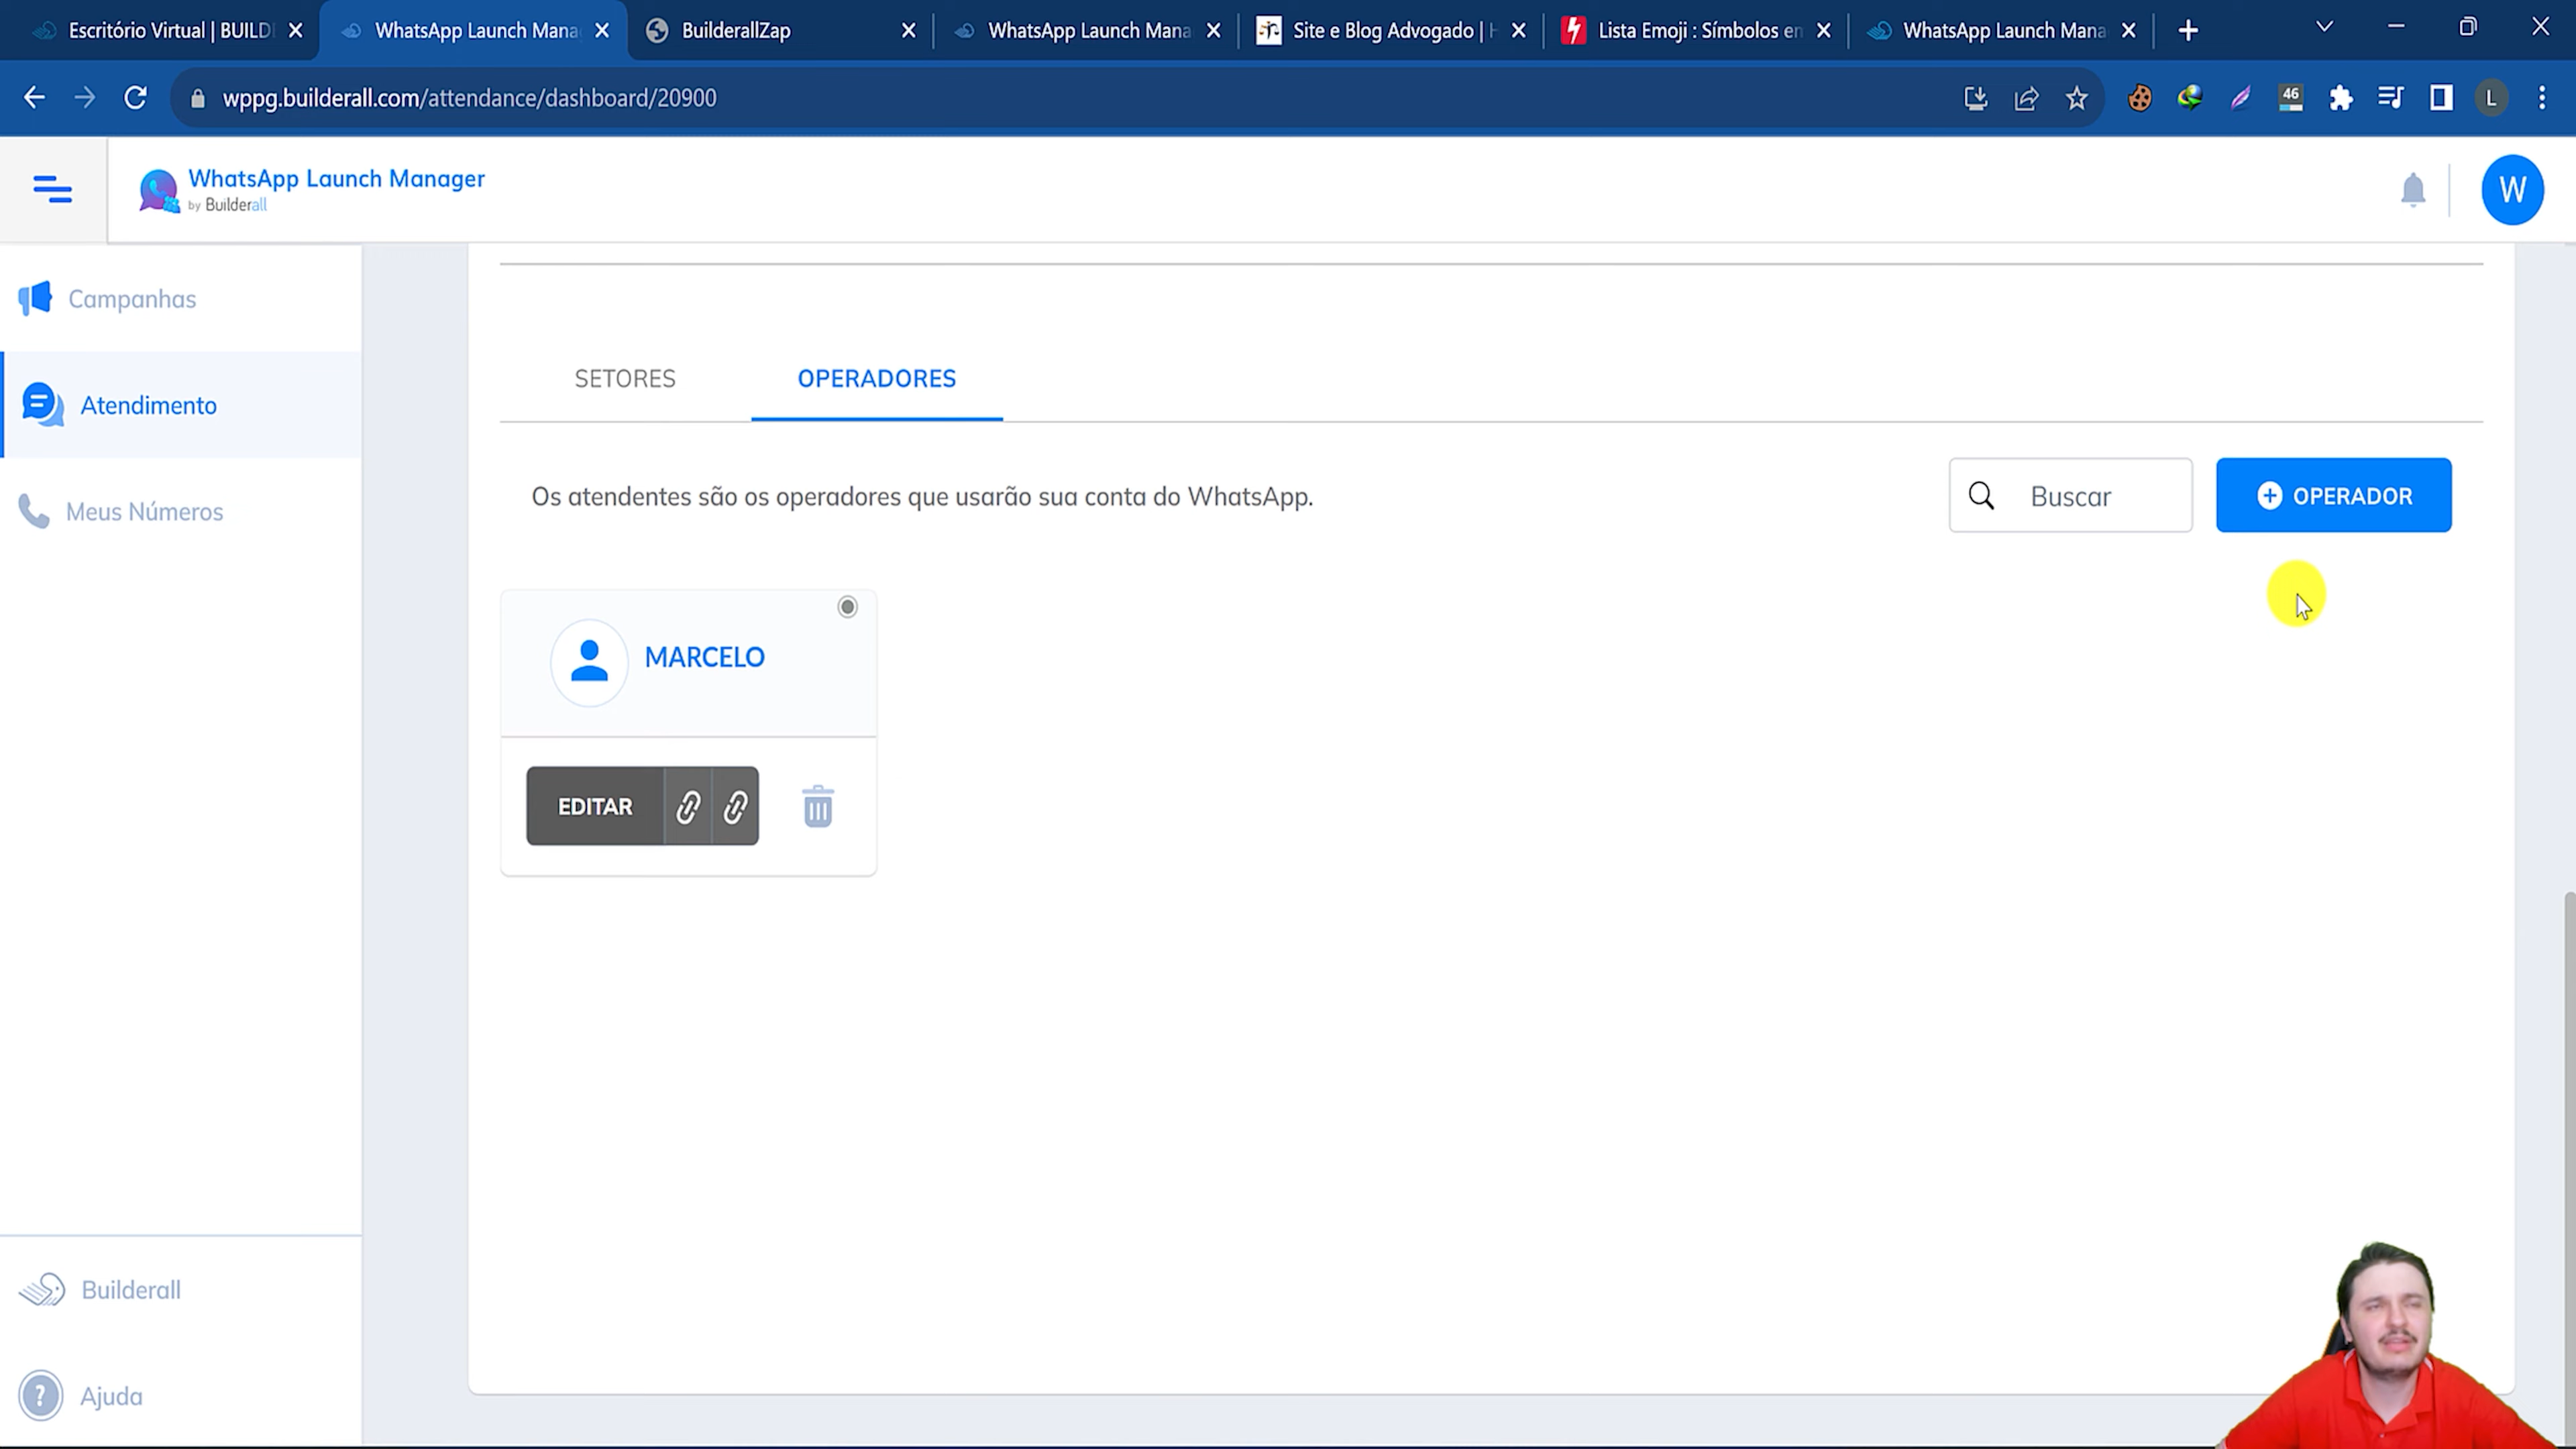 Escritório Virtual | BUILD
WhatsApp Launch Mana
BuilderallZap
WhatsApp Launch Mana
Site e Blog Advogado |
Lista Emoji : Símbolos en
WhatsApp Launch Mana
wppg.builderall.com/attendance/dashboard/20900
46
L
WhatsApp Launch Manager
by Builderall
W
Campanhas
Atendimento
Meus Números
SETORES
OPERADORES
Os atendentes são os operadores que usarão sua conta do WhatsApp.
Buscar
OPERADOR
MARCELO
EDITAR
Builderall
? Ajuda